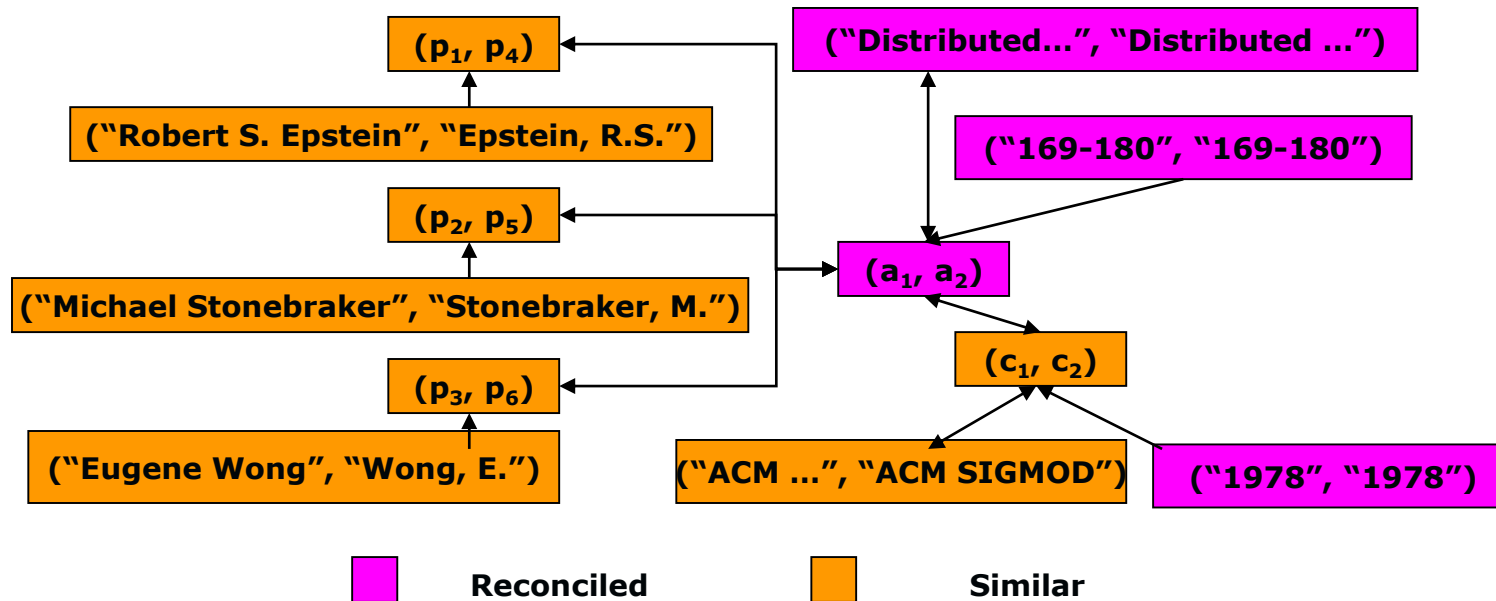 (p₁, p₄)
(“Distributed…”, “Distributed …”)
(“Robert S. Epstein”, “Epstein, R.S.”)
(“169-180”, “169-180”)
(p₂, p₅)
(a₁, a₂)
(“Michael Stonebraker”, “Stonebraker, M.”)
(c₁, c₂)
(p₃, p₆)
(“Eugene Wong”, “Wong, E.”)
(“ACM …”, “ACM SIGMOD”)
(“1978”, “1978”)
Reconciled
Similar